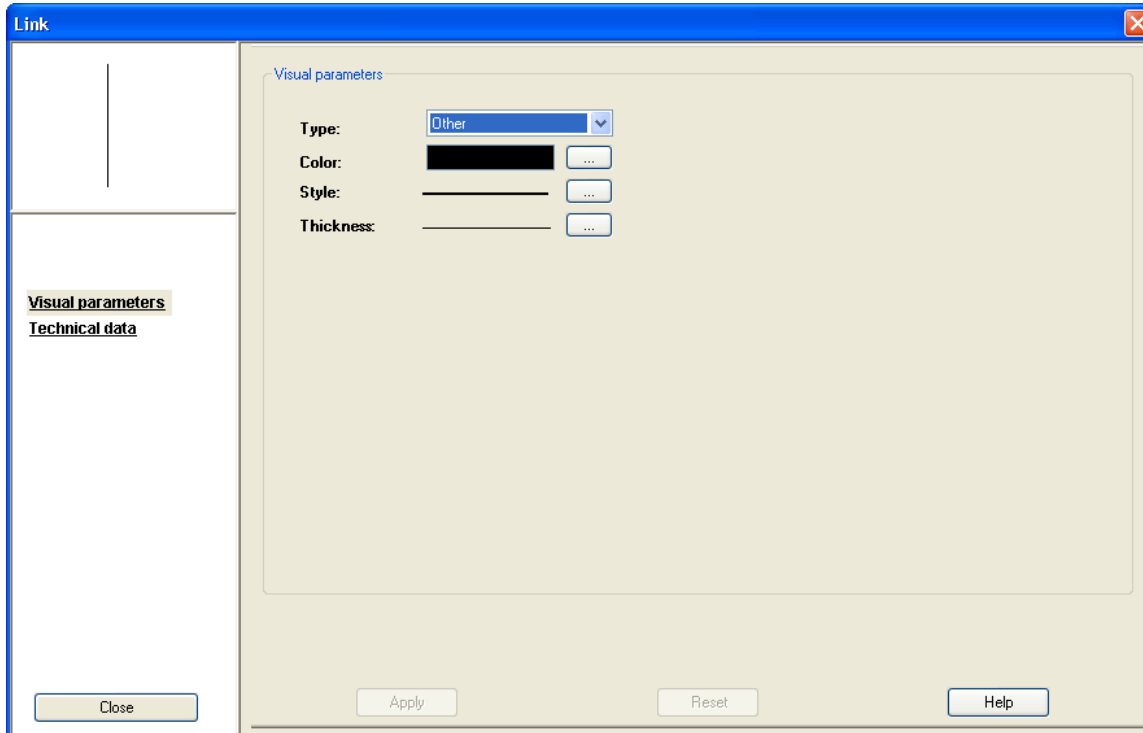 Link
Visual parameters
Type: Other
Color: ...
Style: ...
Thickness: ...
Visual parameters
Technical data
Close
Apply
Reset
Help